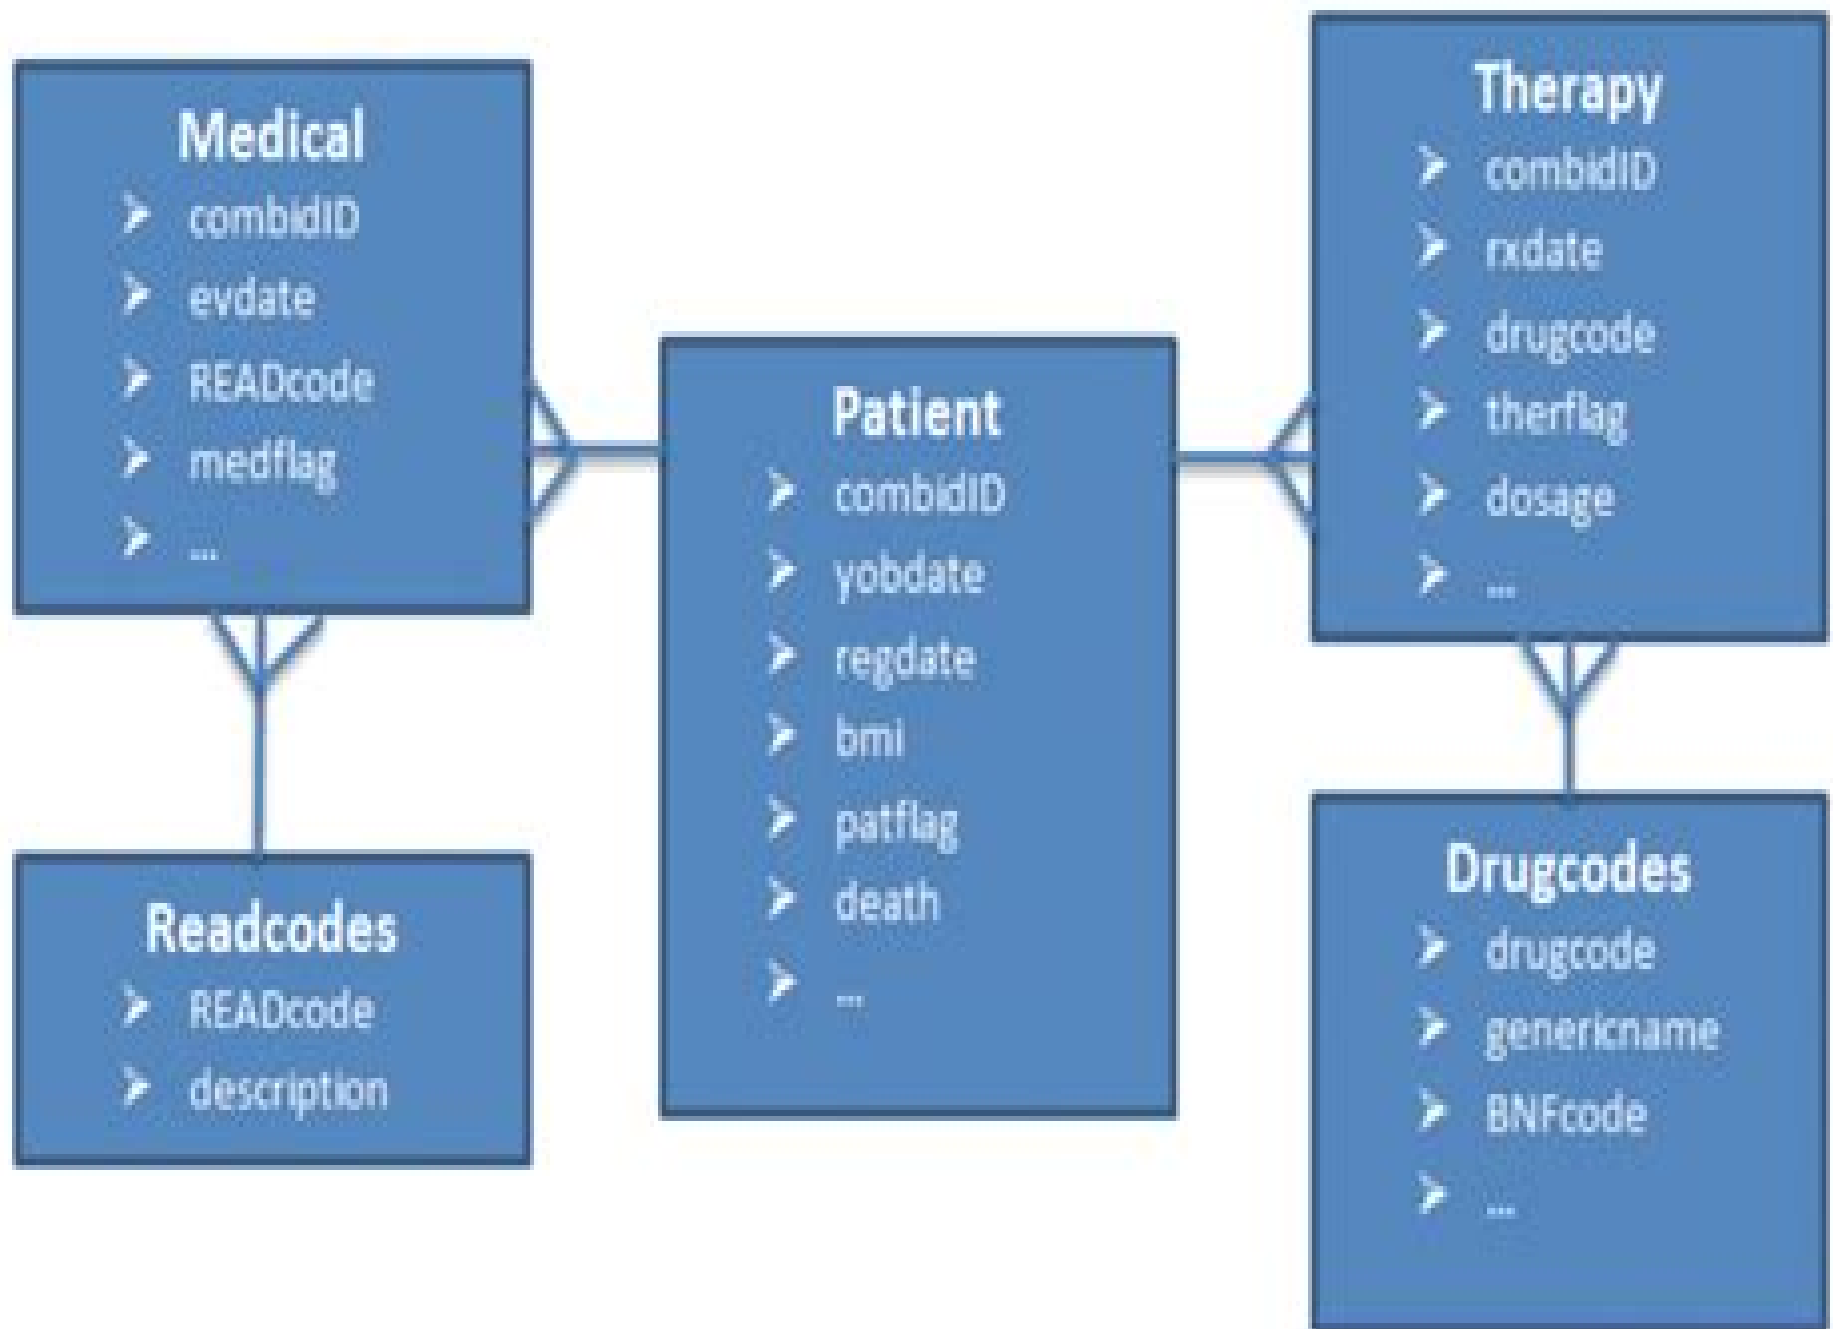 Medical
combidID
evdate
READcode
medflag
...
Readcodes
READcode
description
Patient
combidID
yobdate
regdate
bmi
patflag
death
...
Therapy
combidID
rxdate
drugcode
therflag
dosage
...
Drugcodes
drugcode
genericname
BNFcode
...